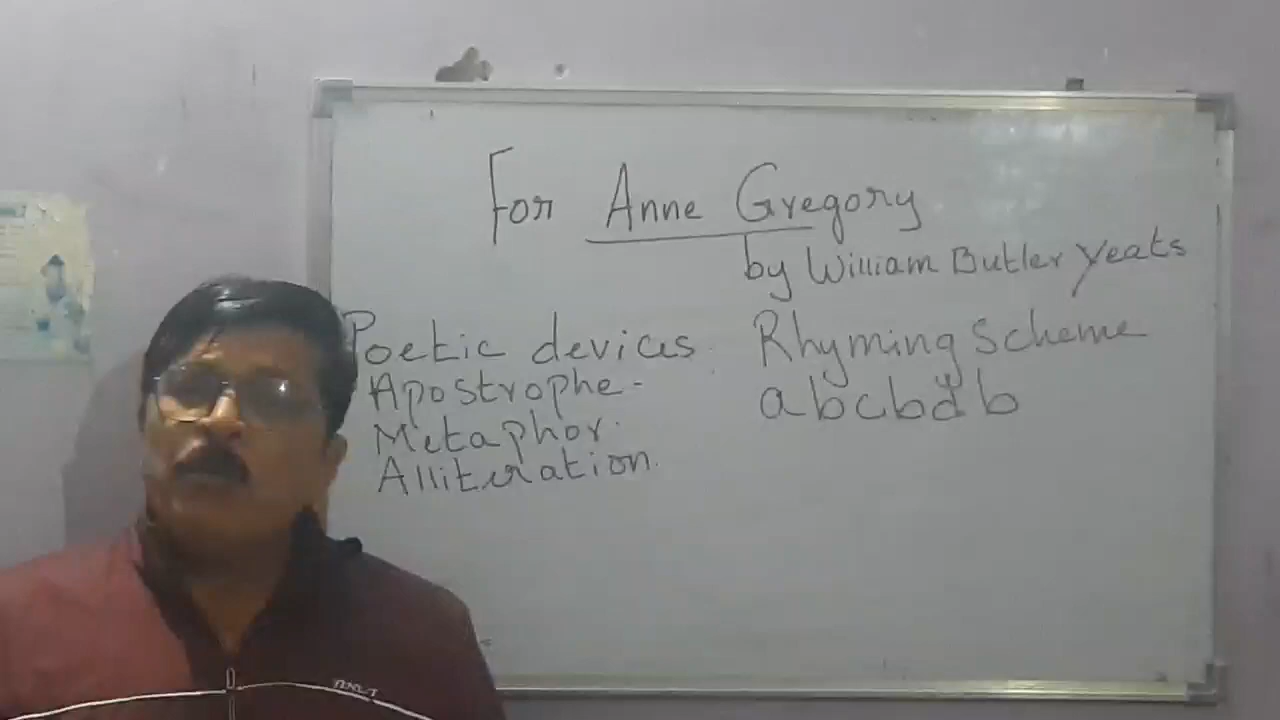 For Anne Gregory
by William Butler Yeats
Poetic devices
Apostrophe -
Metaphor.
Alliteration.
Rhyming Scheme
abcbdb